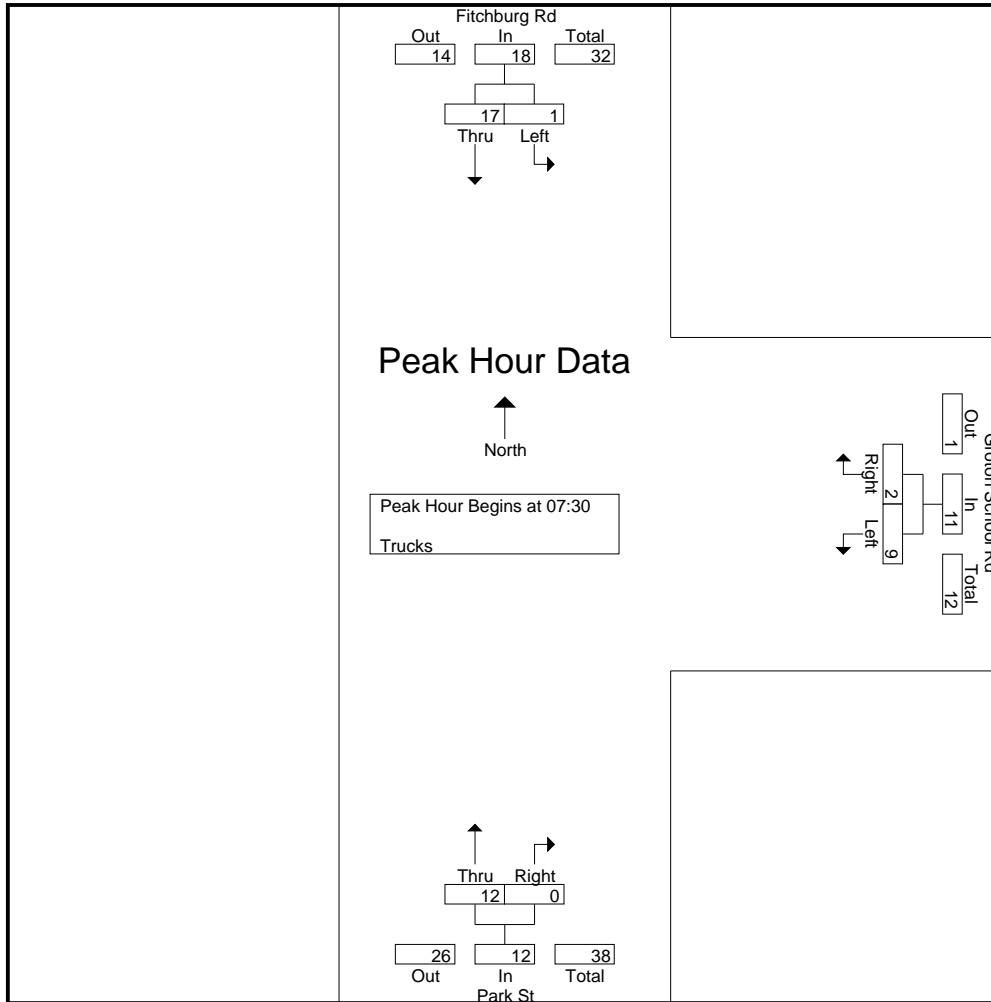 Fitchburg Rd
Out In Total
14 18 32
17 1
Thru Left
Peak Hour Data
North
Peak Hour Begins at 07:30
Trucks
Out In Total
1 11 12
Right Left
2 9
Thru Right
12 0
26 12 38
Out In Total
Park St